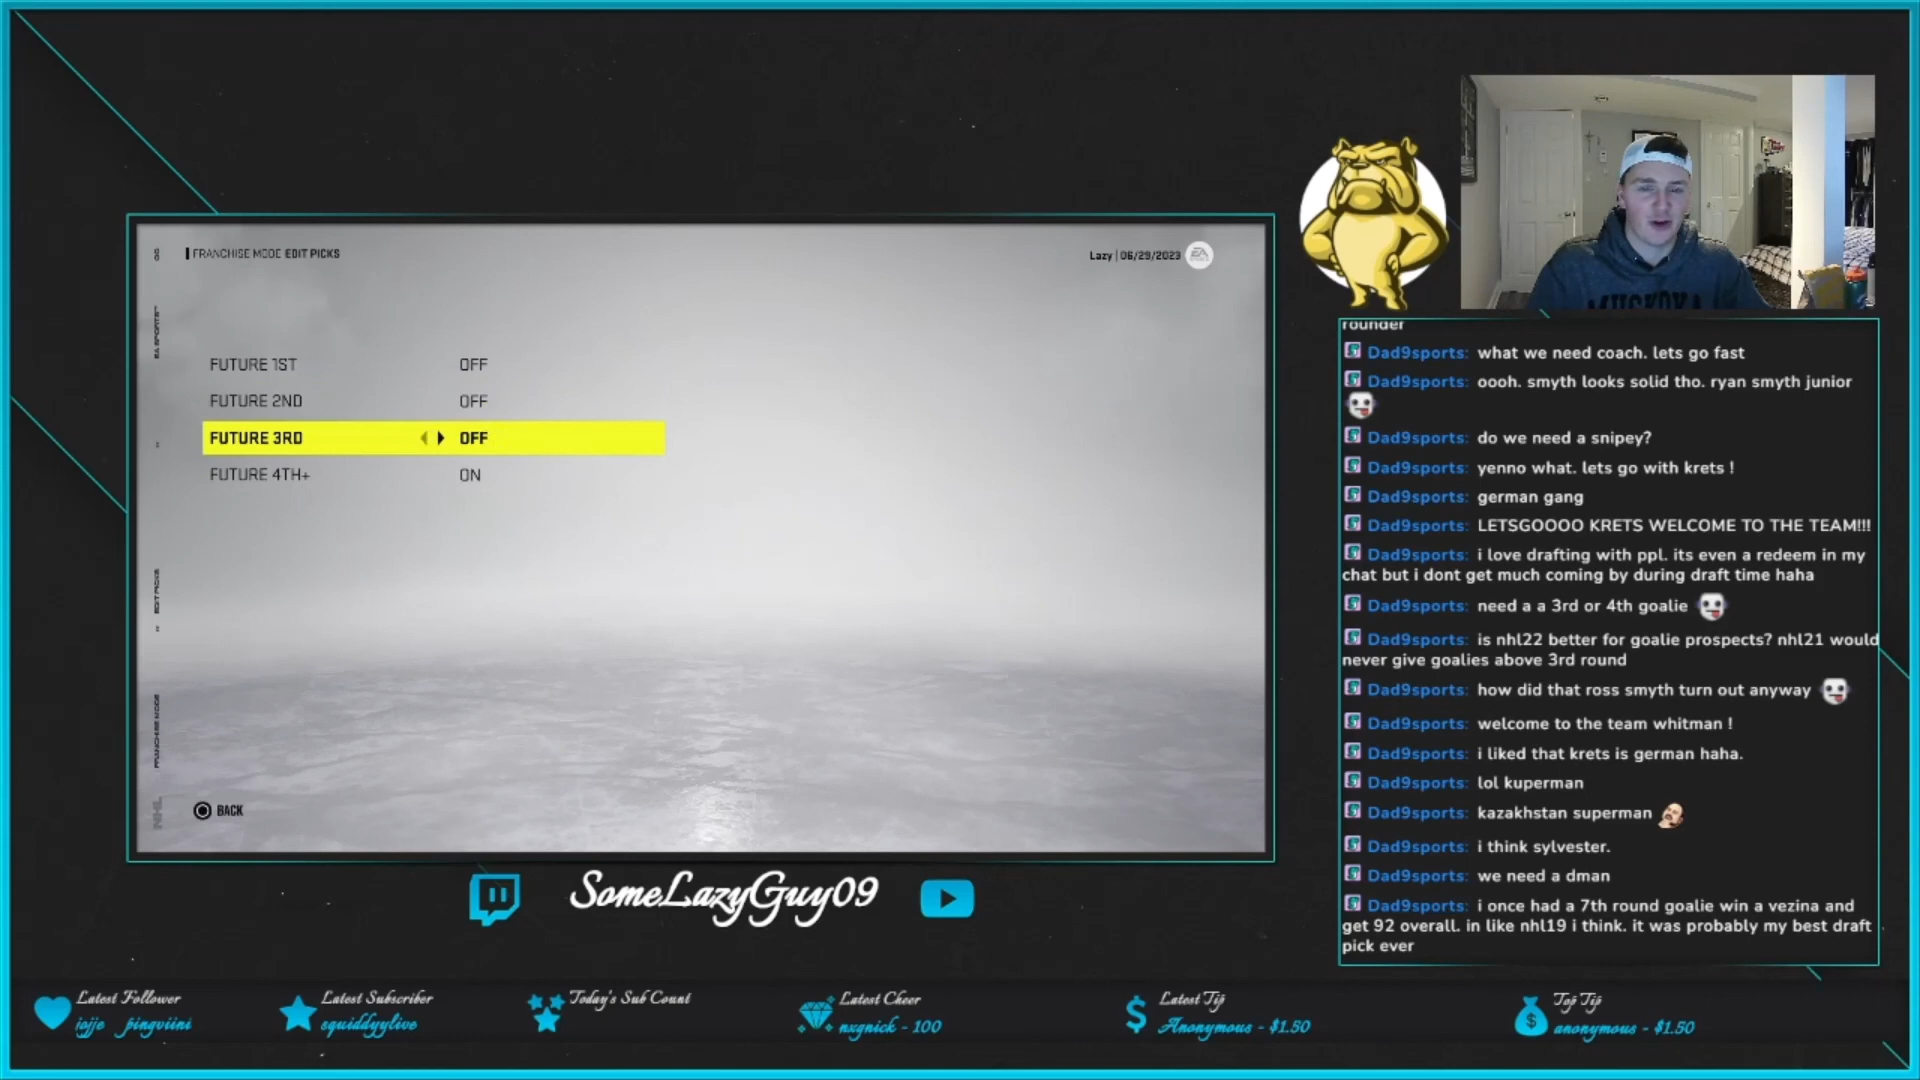 FRANCHISE MODE EDIT PICKS
Lazy | 06/29/2023
EA SPORTS
EDIT PICKS
FRANCHISE MODE
NHL
FUTURE 1ST OFF
FUTURE 2ND OFF
FUTURE 3RD OFF
FUTURE 4TH+ ON
BACK
MUSKOKA
rounder
Dad9sports: what we need coach. lets go fast
Dad9sports: oooh. smyth looks solid tho. ryan smyth junior
Dad9sports: do we need a snipey?
Dad9sports: yenno what. lets go with krets !
Dad9sports: german gang
Dad9sports: LETSGOOOO KRETS WELCOME TO THE TEAM!!!
Dad9sports: i love drafting with ppl. its even a redeem in my
chat but i dont get much coming by during draft time haha
Dad9sports: need a a 3rd or 4th goalie
Dad9sports: is nhl22 better for goalie prospects? nhl21 would
never give goalies above 3rd round
Dad9sports: how did that ross smyth turn out anyway
Dad9sports: welcome to the team whitman !
Dad9sports: i liked that krets is german haha.
Dad9sports: lol kuperman
Dad9sports: kazakhstan superman
Dad9sports: i think sylvester.
Dad9sports: we need a dman
Dad9sports: i once had a 7th round goalie win a vezina and
get 92 overall. in like nhl19 i think. it was probably my best draft
pick ever
SomeLazyGuy09
Latest Follower
iojje_pingviini
Latest Subscriber
squiddyylive
Today's Sub Count
Latest Cheer
nxgnick - 100
Latest Tip
Anonymous - $1.50
Top Tip
anonymous - $1.50